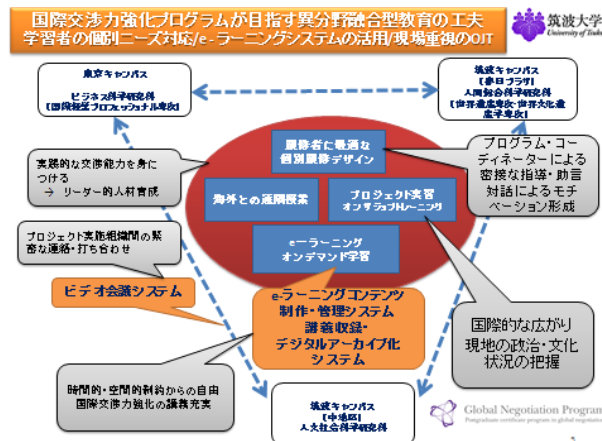 国際交渉力強化プログラムが目指す異分野融合型教育の工夫
学習者の個別ニーズ対応/e-ラーニングシステムの活用/現場重視のOJT
筑波大学
University of Tsuku
東京キャンパス
ビジネス科学研究科
【国際経営プロフェッショナル専攻】
筑波キャンパス
【春日プラザ】
人間総合科学研究科
【世界遺産専攻・世界文化遺
産学専攻】
履修者に最適な
個別履修デザイン
プログラム・コー
ディネーターによる
密接な指導・助言
対話によるモチ
ベーション形成
実践的な交渉能力を身に
つける
→ リーダー的人材育成
海外との遠隔授業
プロジェクト実習
オンザジョブトレーニング
プロジェクト実施組織間の緊
密な連絡・打ち合わせ
e-ラーニング
オンデマンド学習
ビデオ会議システム
e-ラーニングコンテンツ
制作・管理システム
講義収録・
デジタルアーカイブ化
システム
国際的な広がり
現地の政治・文化
状況の把握
時間的・空間的制約からの自由
国際交渉力強化の講義充実
筑波キャンパス
【中地区】
人文社会科学研究科
Global Negotiation Program
Postgraduate certificate program in global negotiation